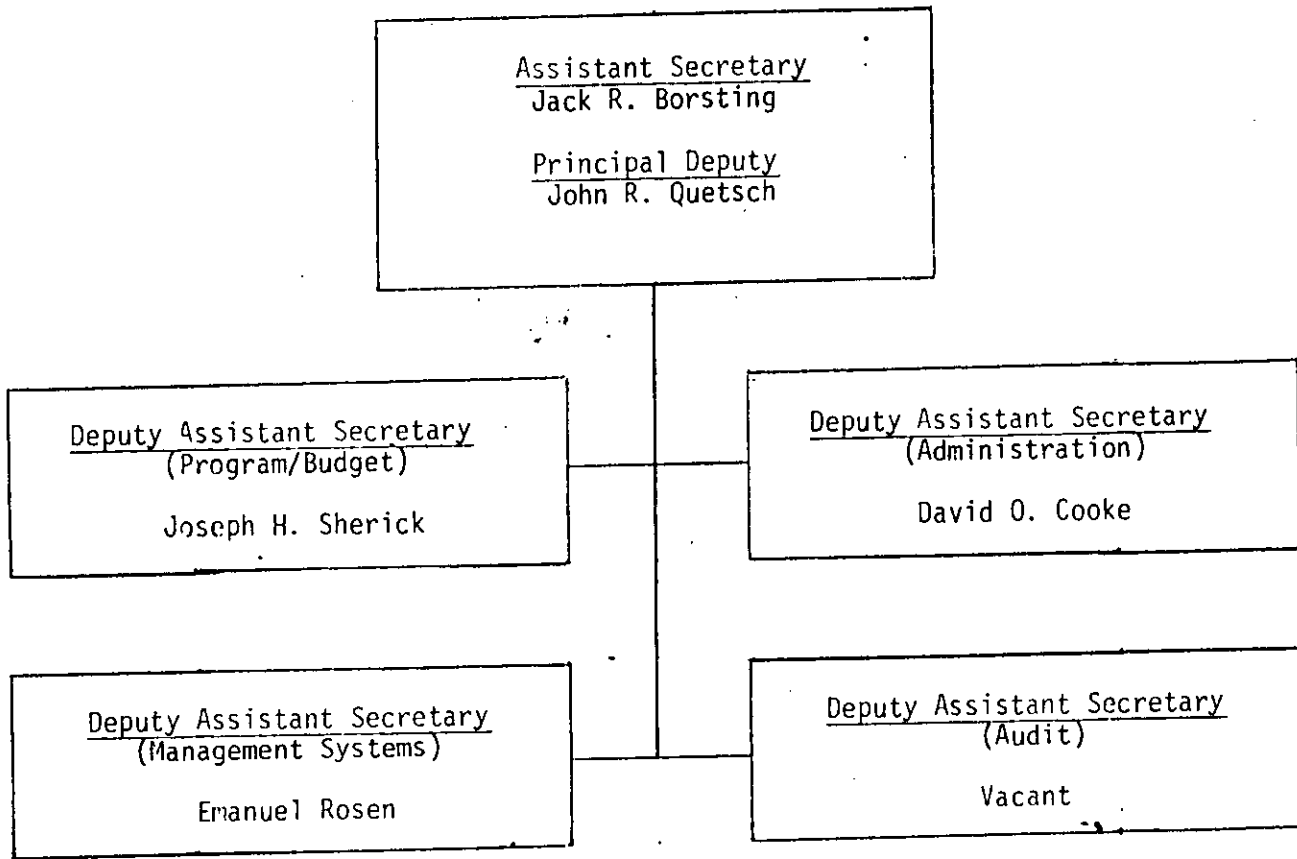 Assistant Secretary
Jack R. Borsting
Principal Deputy
John R. Quetsch
Deputy Assistant Secretary
(Program/Budget)
Joseph H. Sherick
Deputy Assistant Secretary
(Administration)
David O. Cooke
Deputy Assistant Secretary
(Management Systems)
Emanuel Rosen
Deputy Assistant Secretary
(Audit)
Vacant